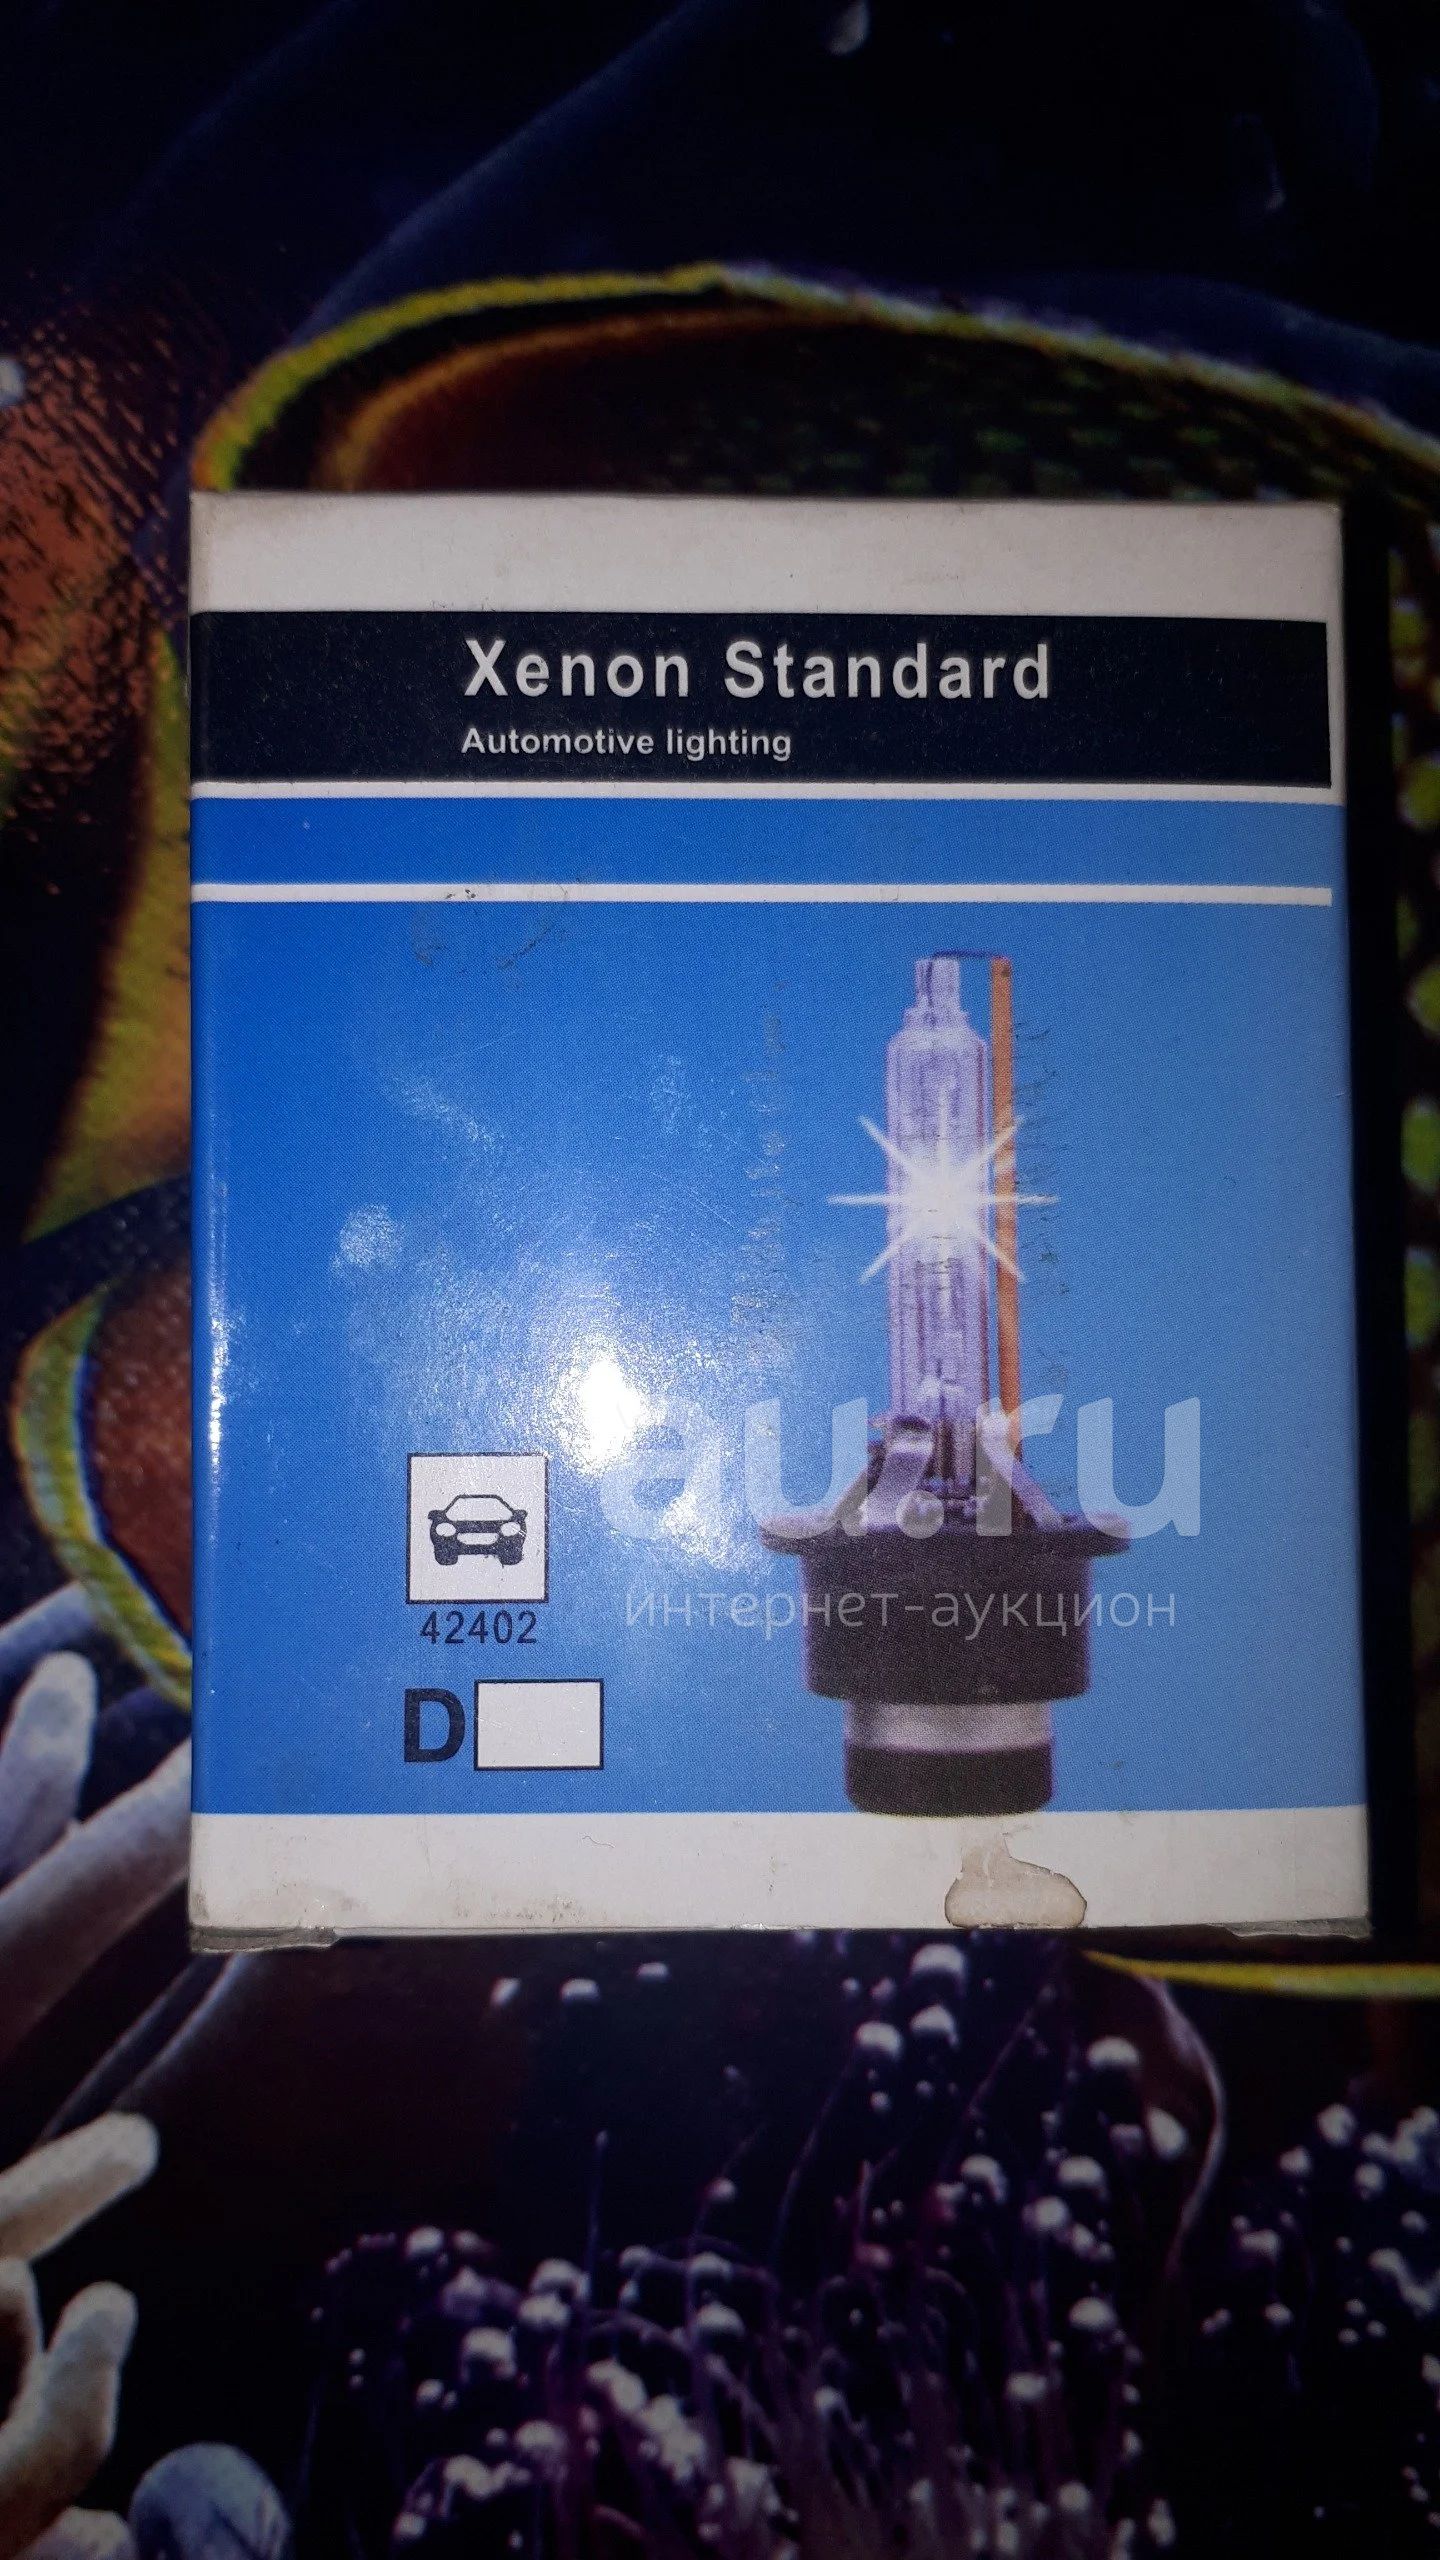 Xenon Standard
Automotive lighting
au.ru
интернет-аукцион
42402
D